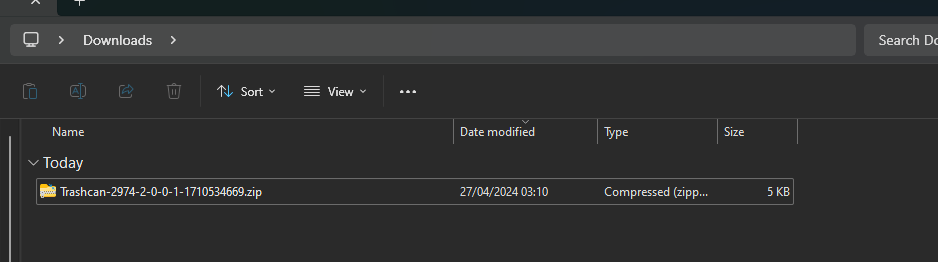 Downloads
Search Do
Sort
View
Name
Date modified
Type
Size
Today
Trashcan-2974-2-0-0-1-1710534669.zip 27/04/2024 03:10 Compressed (zipp... 5 KB